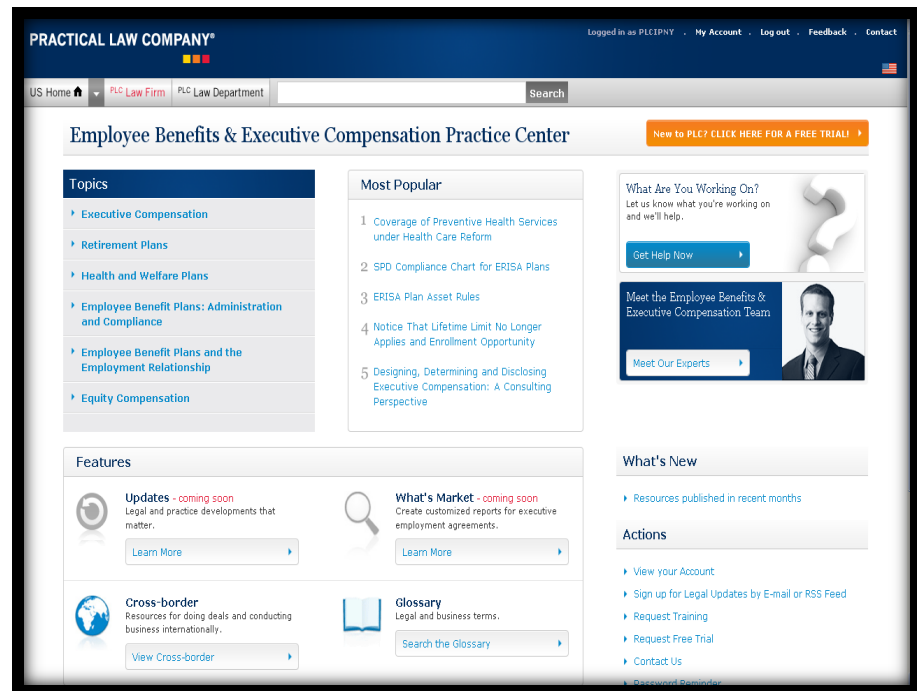 PRACTICAL LAW COMPANY®
Logged in as PLCIPNY . My Account . Log out . Feedback . Contact
US Home
PLC Law Firm
PLC Law Department
Search
Employee Benefits & Executive Compensation Practice Center
New to PLC? CLICK HERE FOR A FREE TRIAL!
Topics
Executive Compensation
Retirement Plans
Health and Welfare Plans
Employee Benefit Plans: Administration
and Compliance
Employee Benefit Plans and the
Employment Relationship
Equity Compensation
Most Popular
1 Coverage of Preventive Health Services
under Health Care Reform
2 SPD Compliance Chart for ERISA Plans
3 ERISA Plan Asset Rules
4 Notice That Lifetime Limit No Longer
Applies and Enrollment Opportunity
5 Designing, Determining and Disclosing
Executive Compensation: A Consulting
Perspective
What Are You Working On?
Let us know what you're working on
and we'll help.
Get Help Now
Meet the Employee Benefits &
Executive Compensation Team
Meet Our Experts
Features
Updates - coming soon
Legal and practice developments that
matter.
Learn More
What's Market - coming soon
Create customized reports for executive
employment agreements.
Learn More
Cross-border
Resources for doing deals and conducting
business internationally.
View Cross-border
Glossary
Legal and business terms.
Search the Glossary
What's New
Resources published in recent months
Actions
View your Account
Sign up for Legal Updates by E-mail or RSS Feed
Request Training
Request Free Trial
Contact Us
Password Reminder